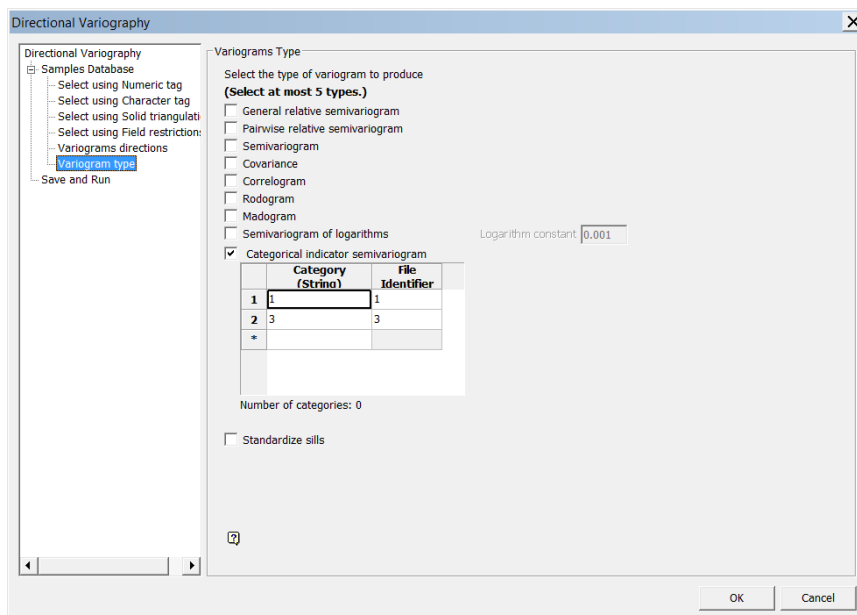 Directional Variography
Directional Variography
Samples Database
Select using Numeric tag
Select using Character tag
Select using Solid triangulati
Select using Field restrictions
Variograms directions
Variogram type
Save and Run
Variograms Type
Select the type of variogram to produce
(Select at most 5 types.)
General relative semivariogram
Pairwise relative semivariogram
Semivariogram
Covariance
Correlogram
Rodogram
Madogram
Semivariogram of logarithms Logarithm constant 0.001
Categorical indicator semivariogram
Category File
(String) Identifier
1 1 1
2 3 3
*
Number of categories: 0
Standardize sills
?
OK Cancel